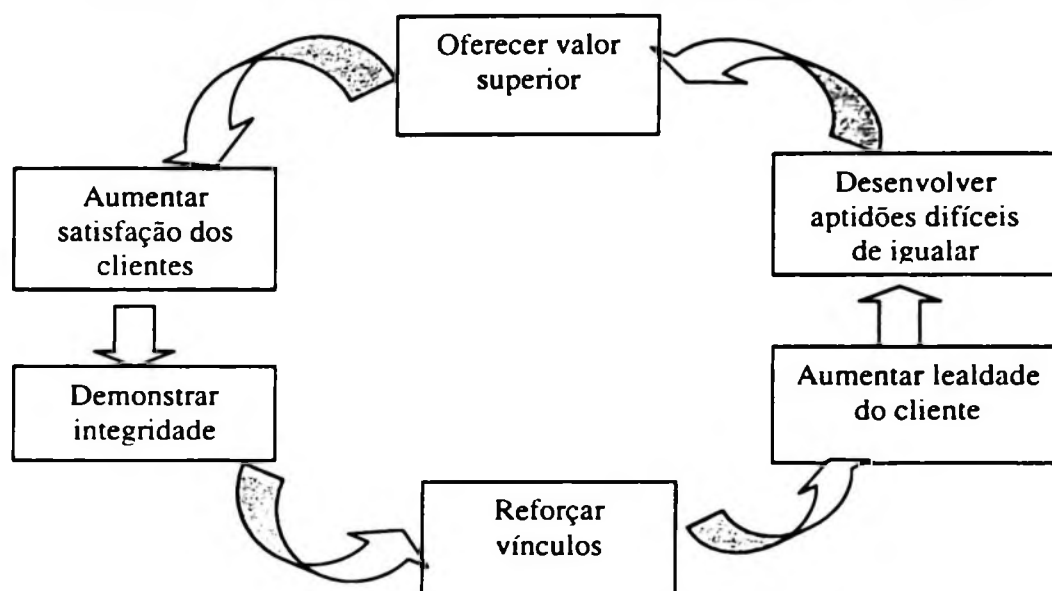 Oferecer valor
superior
Aumentar
satisfação dos
clientes
Desenvolver
aptidões difíceis
de igualar
Demonstrar
integridade
Aumentar lealdade
do cliente
Reforçar
vínculos